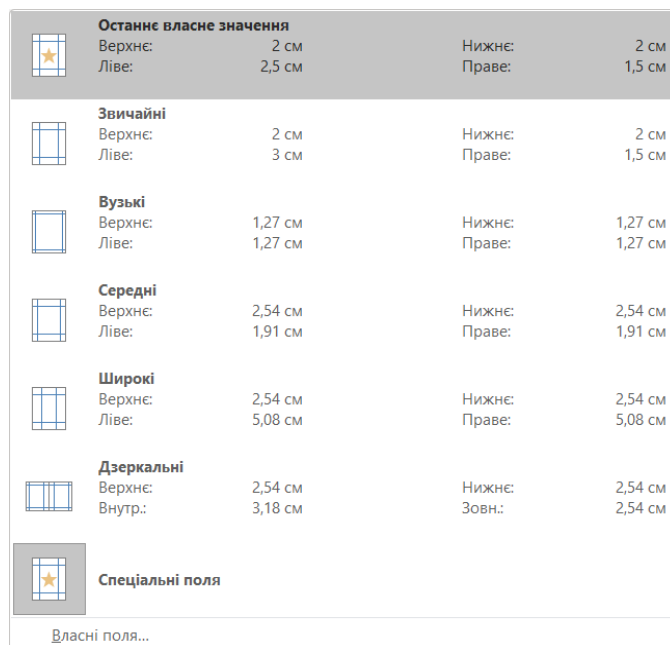 Останнє власне значення
Верхнє: 2 см Нижнє: 2 см
Ліве: 2,5 см Праве: 1,5 см
Звичайні
Верхнє: 2 см Нижнє: 2 см
Ліве: 3 см Праве: 1,5 см
Вузькі
Верхнє: 1,27 см Нижнє: 1,27 см
Ліве: 1,27 см Праве: 1,27 см
Середні
Верхнє: 2,54 см Нижнє: 2,54 см
Ліве: 1,91 см Праве: 1,91 см
Широкі
Верхнє: 2,54 см Нижнє: 2,54 см
Ліве: 5,08 см Праве: 5,08 см
Дзеркальні
Верхнє: 2,54 см Нижнє: 2,54 см
Внутр.: 3,18 см Зовн.: 2,54 см
Спеціальні поля
Власні поля...